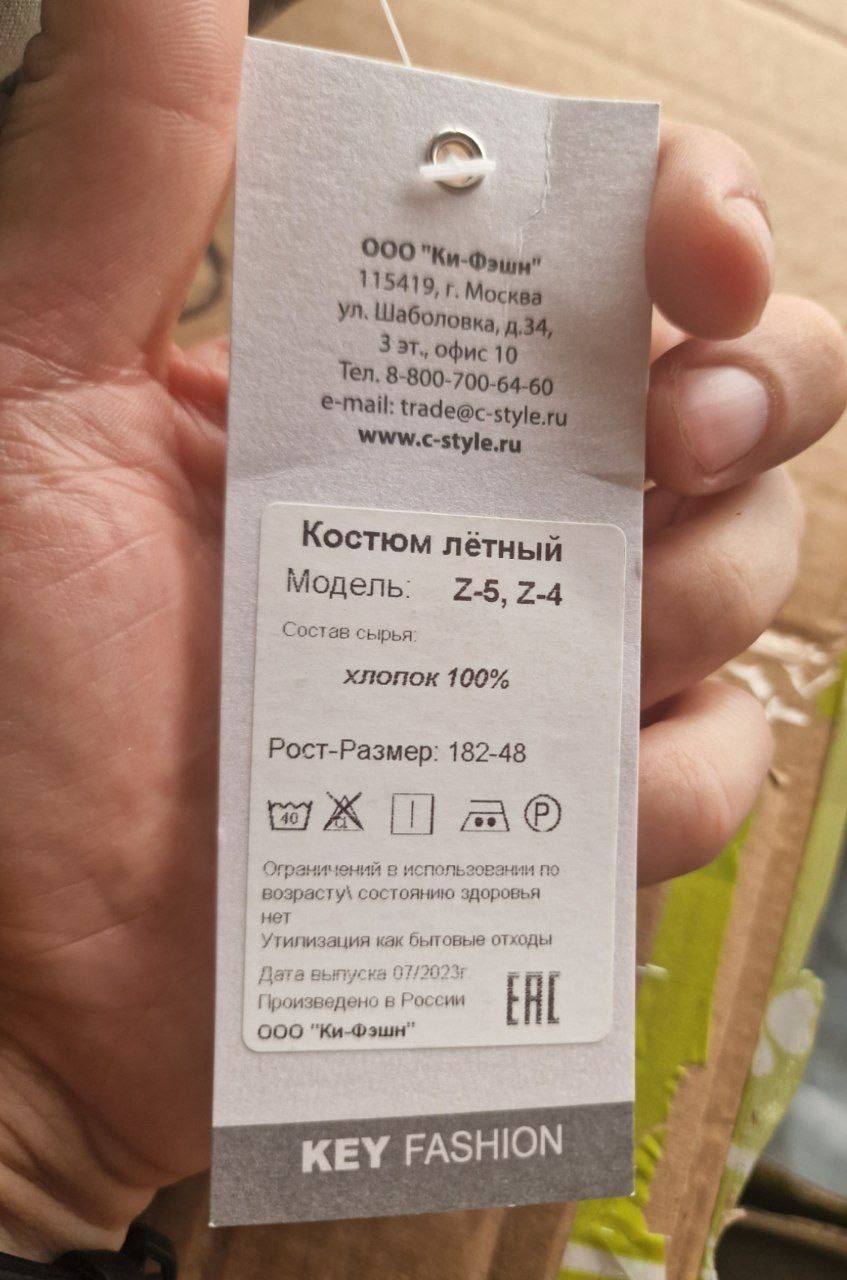 ООО "Ки-Фэшн"
115419, г. Москва
ул. Шаболовка, д.34,
3 эт., офис 10
Тел. 8-800-700-64-60
e-mail: trade@c-style.ru
www.c-style.ru
Костюм лётный
Модель: Z-5, Z-4
Состав сырья:
хлопок 100%
Рост-Размер: 182-48
40 CL P
Ограничений в использовании по
возрасту\ состоянию здоровья
нет
Утилизация как бытовые отходы
Дата выпуска 07/2023г.
Произведено в России
ООО "Ки-Фэшн"
EAC
KEY FASHION